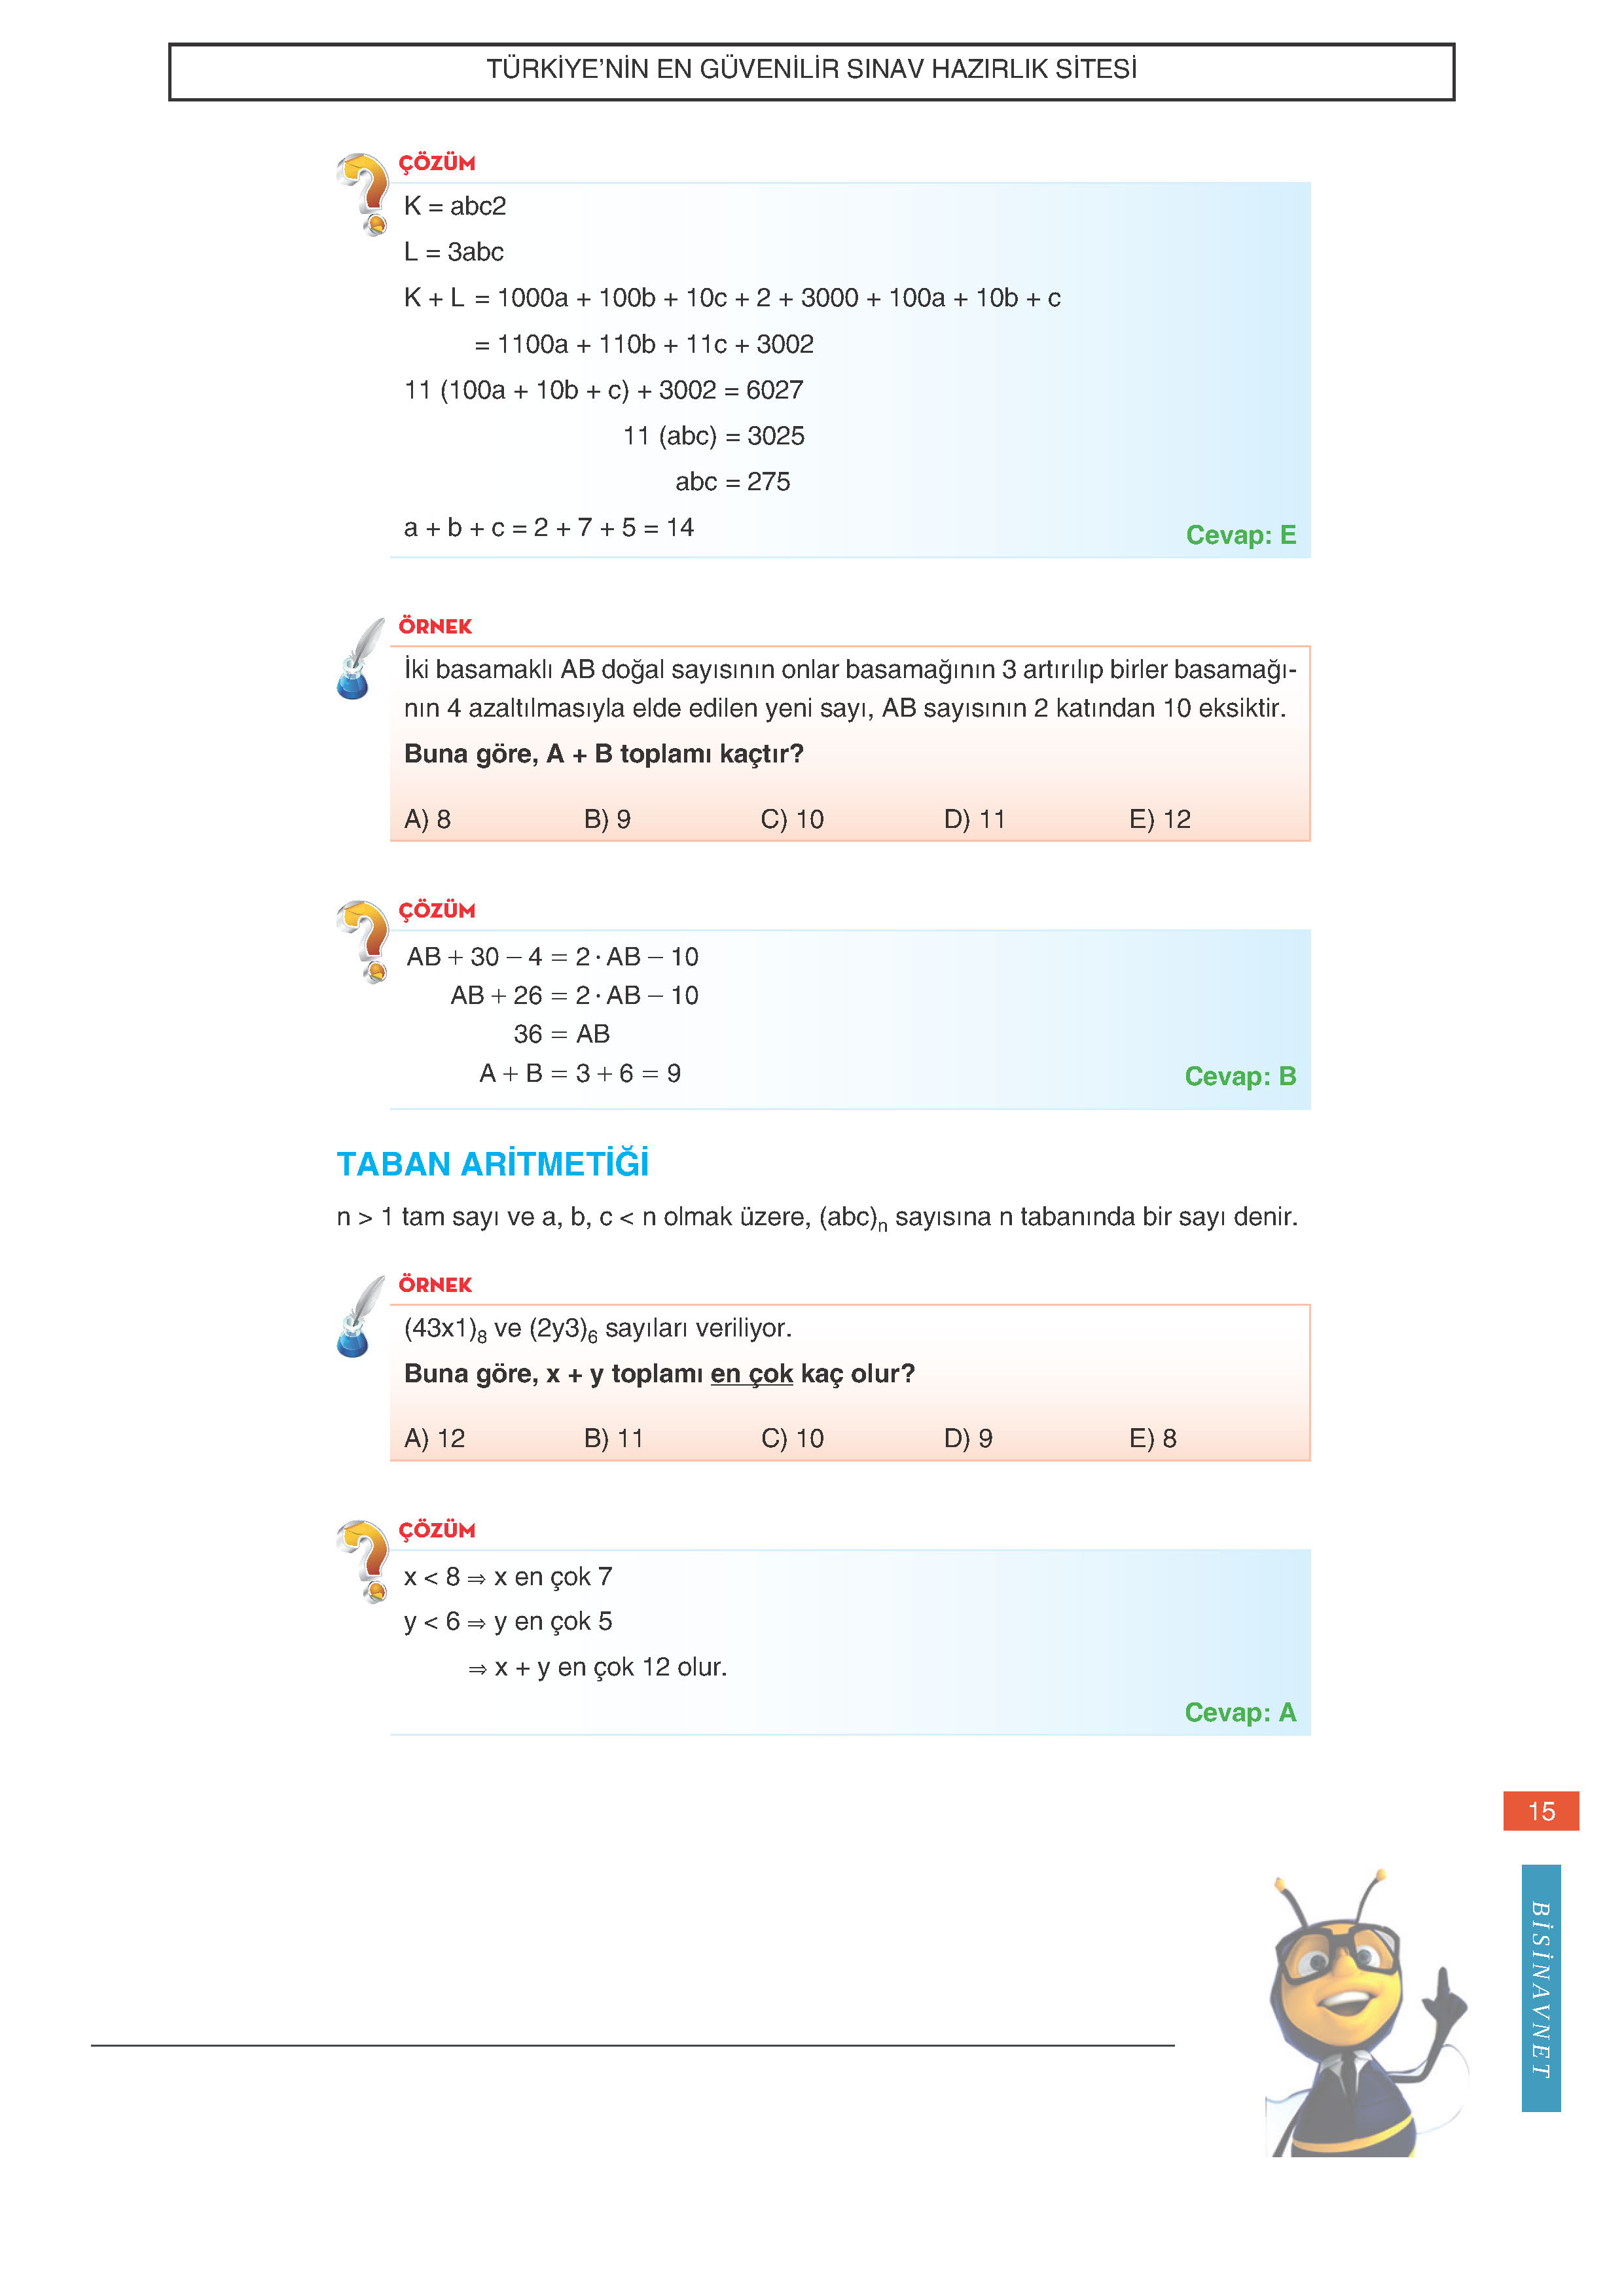 TÜRKİYE'NİN EN GÜVENİLİR SINAV HAZIRLIK SİTESİ
ÇÖZÜM
K = abc2
L = 3abc
K + L = 1000a + 100b + 10c + 2 + 3000 + 100a + 10b + c
= 1100a + 110b + 11c + 3002
11 (100a + 10b + c) + 3002 = 6027
11 (abc) = 3025
abc = 275
a + b + c = 2 + 7 + 5 = 14
Cevap: E
ÖRNEK
İki basamaklı AB doğal sayısının onlar basamağının 3 artırılıp birler basamağı-
nın 4 azaltılmasıyla elde edilen yeni sayı, AB sayısının 2 katından 10 eksiktir.
Buna göre, A + B toplamı kaçtır?
A) 8 B) 9 C) 10 D) 11 E) 12
ÇÖZÜM
AB + 30 – 4 = 2 · AB – 10
AB + 26 = 2 · AB – 10
36 = AB
A + B = 3 + 6 = 9
Cevap: B
TABAN ARİTMETİĞİ
n > 1 tam sayı ve a, b, c < n olmak üzere, (abc)ₙ sayısına n tabanında bir sayı denir.
ÖRNEK
(43x1)₈ ve (2y3)₆ sayıları veriliyor.
Buna göre, x + y toplamı en çok kaç olur?
A) 12 B) 11 C) 10 D) 9 E) 8
ÇÖZÜM
x < 8 ⇒ x en çok 7
y < 6 ⇒ y en çok 5
⇒ x + y en çok 12 olur.
Cevap: A
15
BİSİNAVNET